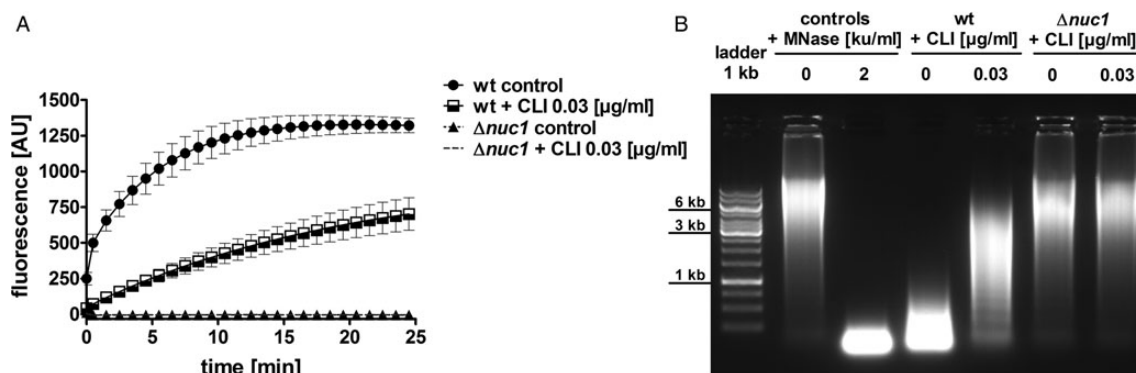 A
fluorescence [AU]
1500
1250
1000
750
500
250
0
0 5 10 15 20 25
time [min]
wt control
wt + CLI 0.03 [µg/ml]
Δnuc1 control
Δnuc1 + CLI 0.03 [µg/ml]
B
controls wt Δnuc1
+ MNase [ku/ml] + CLI [µg/ml] + CLI [µg/ml]
ladder
1 kb 0 2 0 0.03 0 0.03
6 kb
3 kb
1 kb